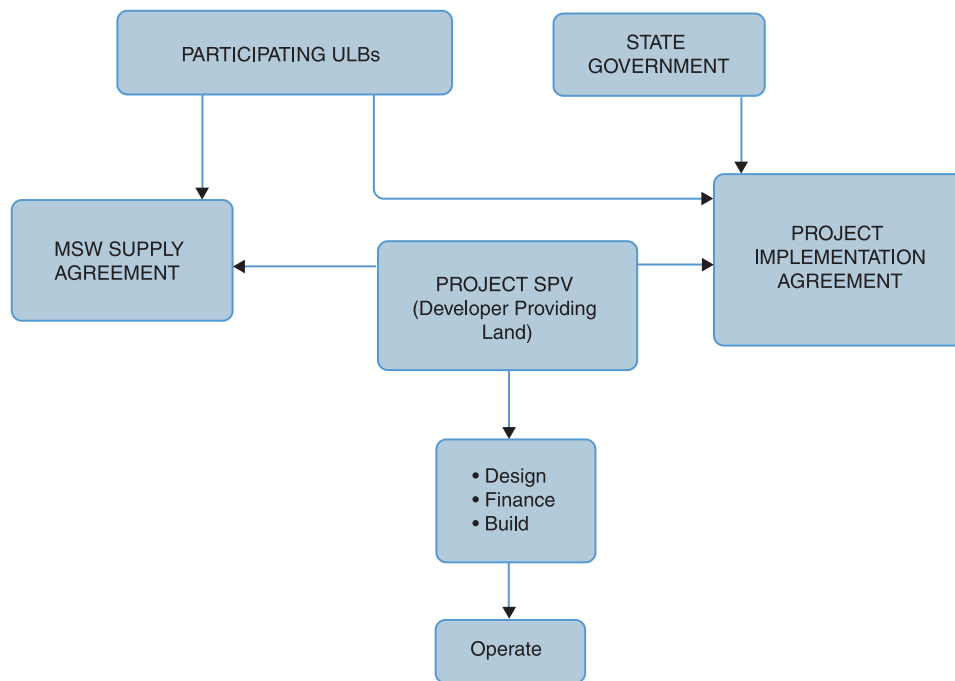 PARTICIPATING ULBs
STATE
GOVERNMENT
MSW SUPPLY
AGREEMENT
PROJECT SPV
(Developer Providing
Land)
PROJECT
IMPLEMENTATION
AGREEMENT
• Design
• Finance
• Build
Operate